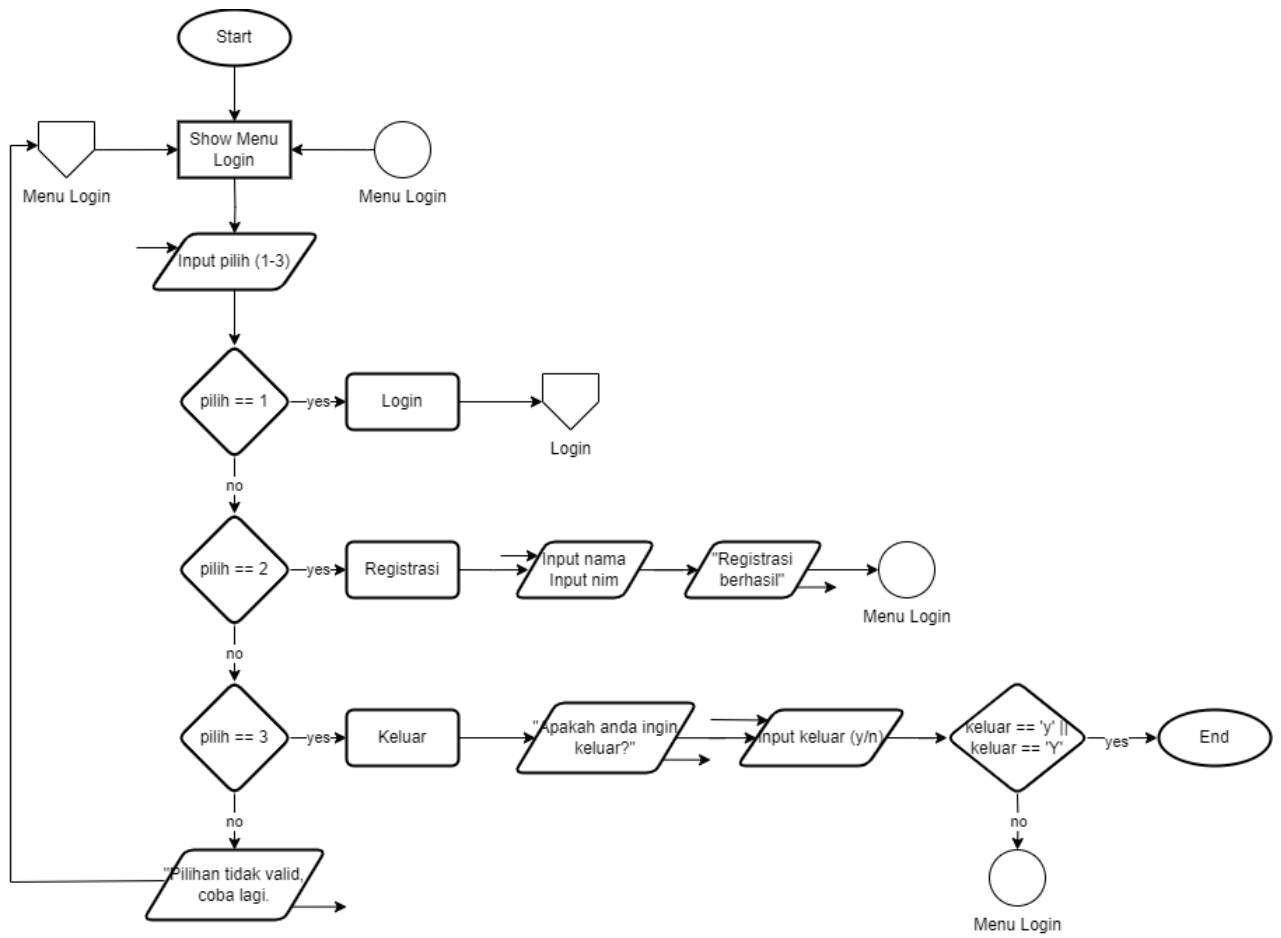 Start
Show Menu
Login
Menu Login
Menu Login
Input pilih (1-3)
pilih == 1
yes
Login
Login
no
pilih == 2
yes
Registrasi
Input nama
Input nim
"Registrasi
berhasil"
Menu Login
no
pilih == 3
yes
Keluar
"Apakah anda ingin
keluar?"
Input keluar (y/n)
keluar == 'y' ||
keluar == 'Y'
yes
End
no
no
"Pilihan tidak valid,
coba lagi.
Menu Login